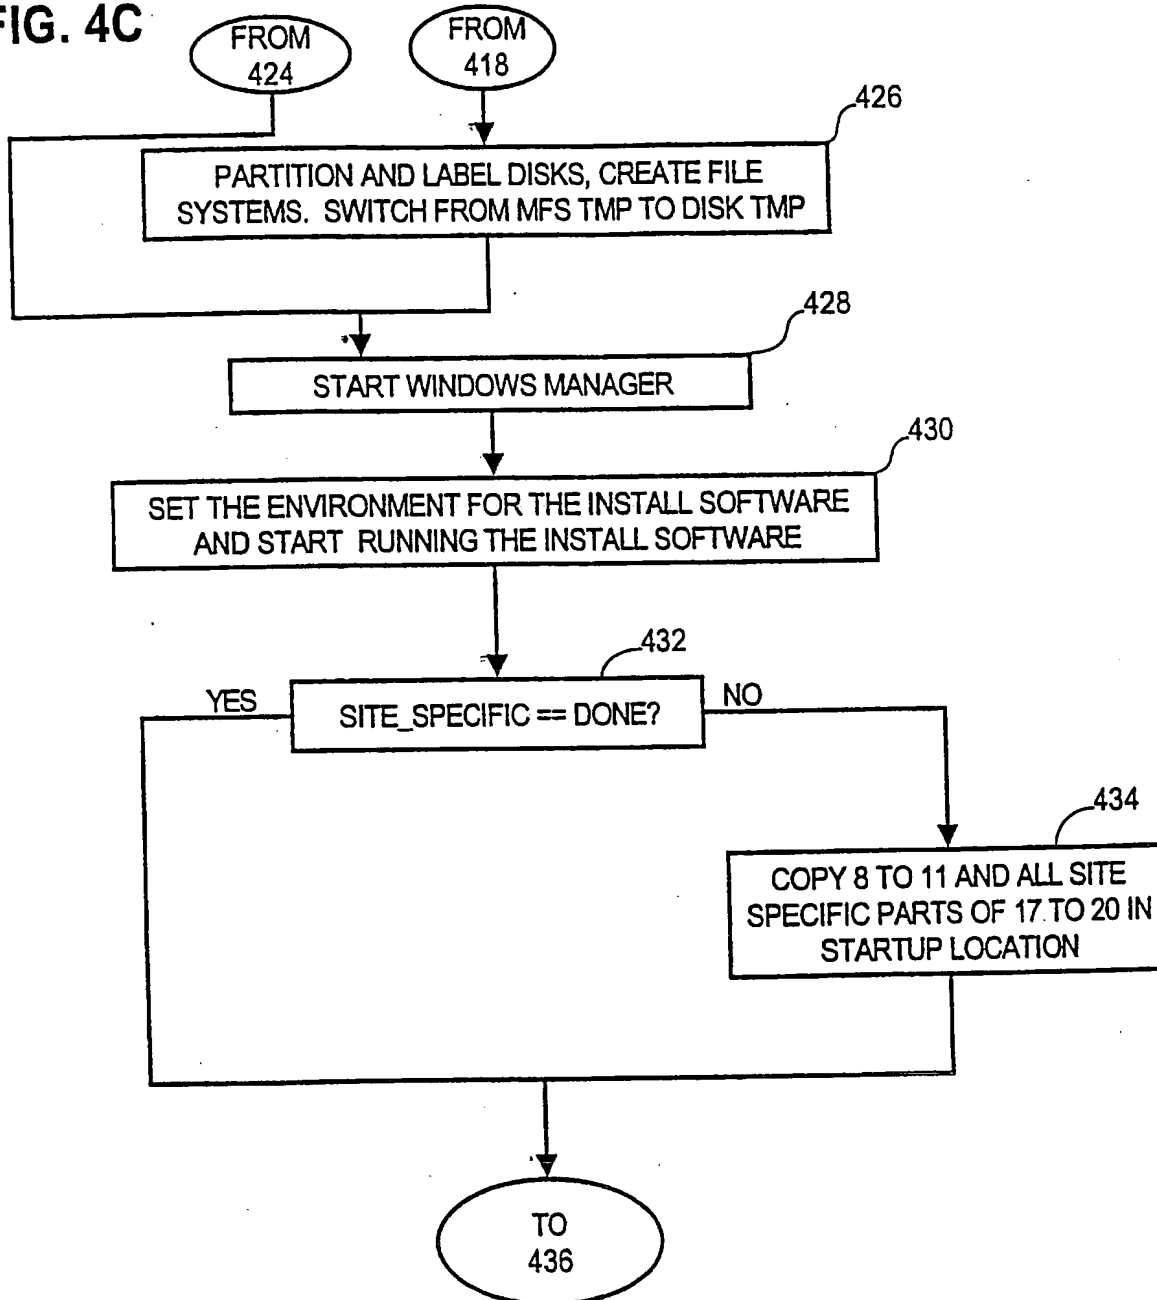 FIG. 4C
FROM
424
FROM
418
426
PARTITION AND LABEL DISKS, CREATE FILE
SYSTEMS. SWITCH FROM MFS TMP TO DISK TMP
428
START WINDOWS MANAGER
430
SET THE ENVIRONMENT FOR THE INSTALL SOFTWARE
AND START RUNNING THE INSTALL SOFTWARE
432
YES
SITE_SPECIFIC == DONE?
NO
434
COPY 8 TO 11 AND ALL SITE
SPECIFIC PARTS OF 17 TO 20 IN
STARTUP LOCATION
TO
436